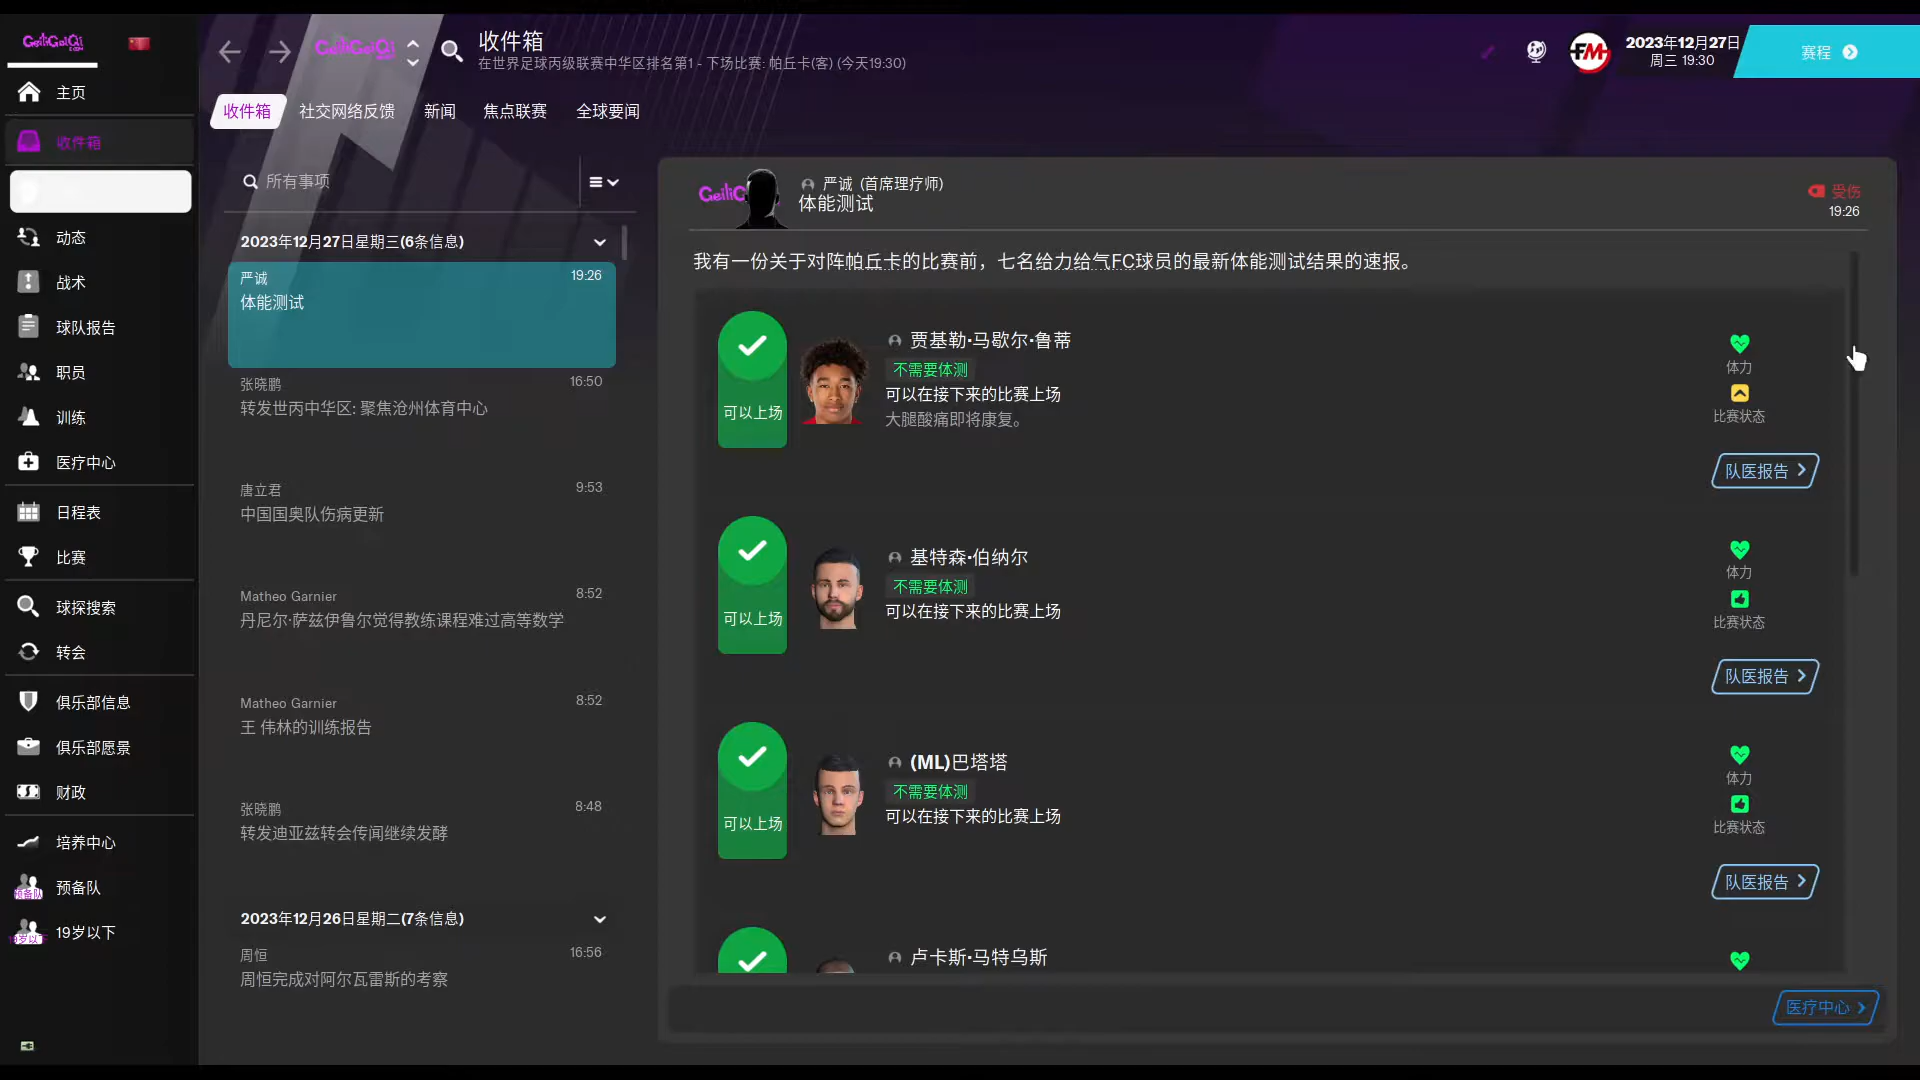 GeiliGeiQi
.COM
主页
收件箱
动态
战术
球队报告
职员
训练
医疗中心
日程表
比赛
球探搜索
转会
俱乐部信息
俱乐部愿景
财政
培养中心
预备队
预备队
19岁以下
19岁以下
GeiliGeiQi
收件箱
在世界足球丙级联赛中华区排名第1 - 下场比赛: 帕丘卡(客) (今天19:30)
FM
2023年12月27日
周三 19:30
赛程
收件箱
社交网络反馈
新闻
焦点联赛
全球要闻
所有事项
2023年12月27日星期三(6条信息)
严诚
19:26
体能测试
张晓鹏
16:50
转发世丙中华区: 聚焦沧州体育中心
唐立君
9:53
中国国奥队伤病更新
Matheo Garnier
8:52
丹尼尔·萨兹伊鲁尔觉得教练课程难过高等数学
Matheo Garnier
8:52
王 伟林的训练报告
张晓鹏
8:48
转发迪亚兹转会传闻继续发酵
2023年12月26日星期二(7条信息)
周恒
16:56
周恒完成对阿尔瓦雷斯的考察
严诚 (首席理疗师)
体能测试
受伤
19:26
我有一份关于对阵帕丘卡的比赛前，七名给力给气FC球员的最新体能测试结果的速报。
可以上场
贾基勒·马歇尔·鲁蒂
不需要体测
可以在接下来的比赛上场
大腿酸痛即将康复。
体力
比赛状态
队医报告
可以上场
基特森·伯纳尔
不需要体测
可以在接下来的比赛上场
体力
比赛状态
队医报告
可以上场
(ML)巴塔塔
不需要体测
可以在接下来的比赛上场
体力
比赛状态
队医报告
卢卡斯·马特乌斯
医疗中心